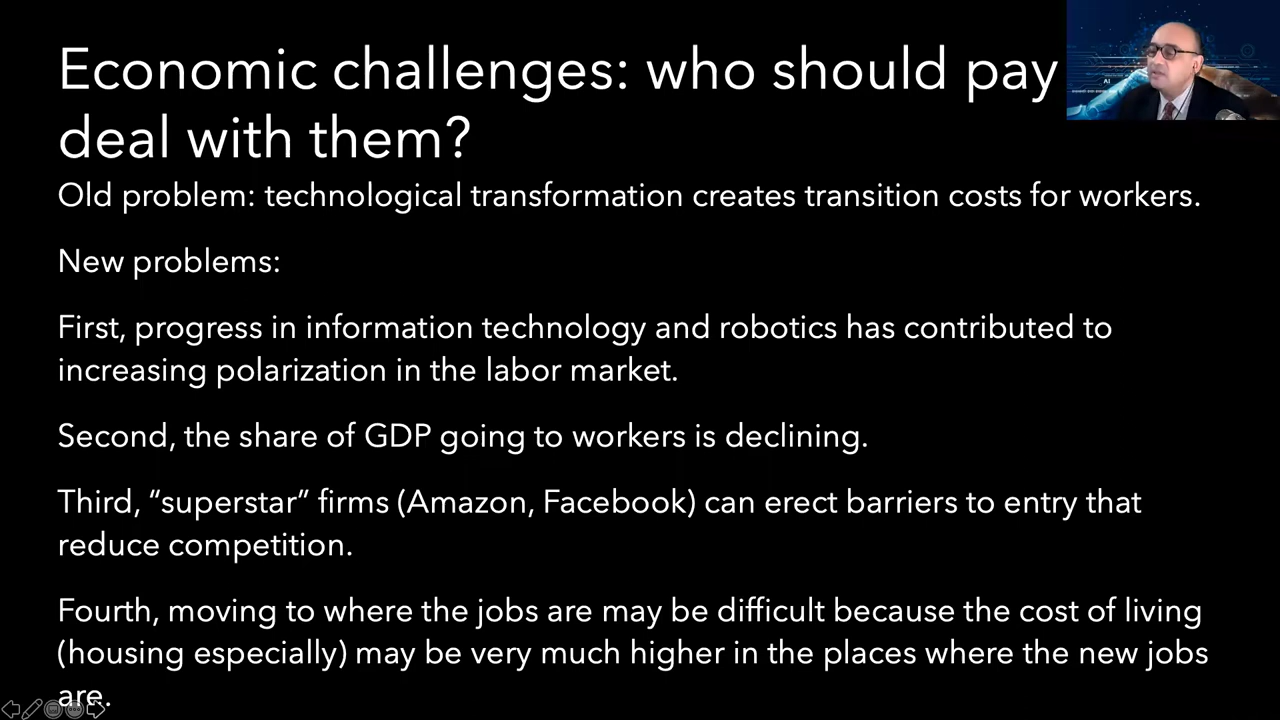 Economic challenges: who should pay
deal with them?
Old problem: technological transformation creates transition costs for workers.
New problems:
First, progress in information technology and robotics has contributed to
increasing polarization in the labor market.
Second, the share of GDP going to workers is declining.
Third, “superstar” firms (Amazon, Facebook) can erect barriers to entry that
reduce competition.
Fourth, moving to where the jobs are may be difficult because the cost of living
(housing especially) may be very much higher in the places where the new jobs
are.
AI